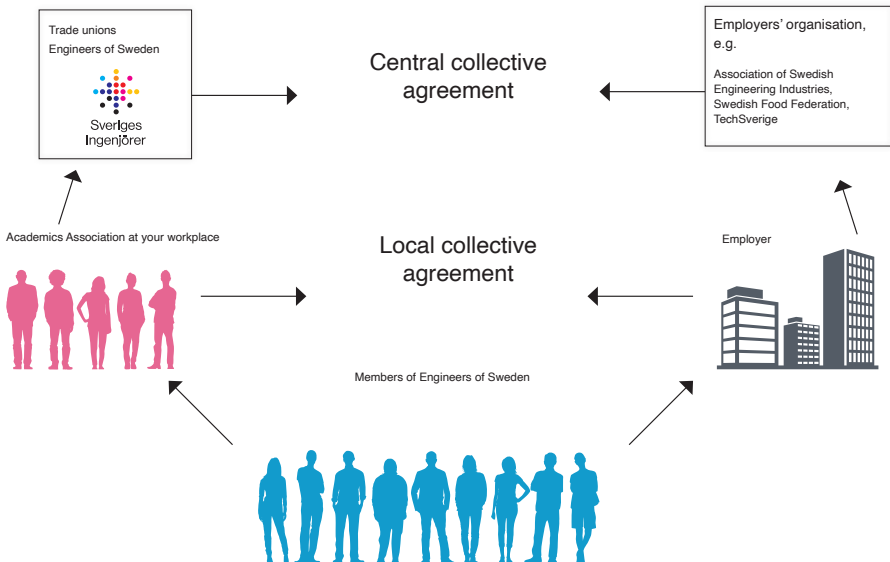 Trade unions
Engineers of Sweden
Sveriges
Ingenjörer
Central collective
agreement
Employers’ organisation,
e.g.
Association of Swedish
Engineering Industries,
Swedish Food Federation,
TechSverige
Academics Association at your workplace
Local collective
agreement
Employer
Members of Engineers of Sweden